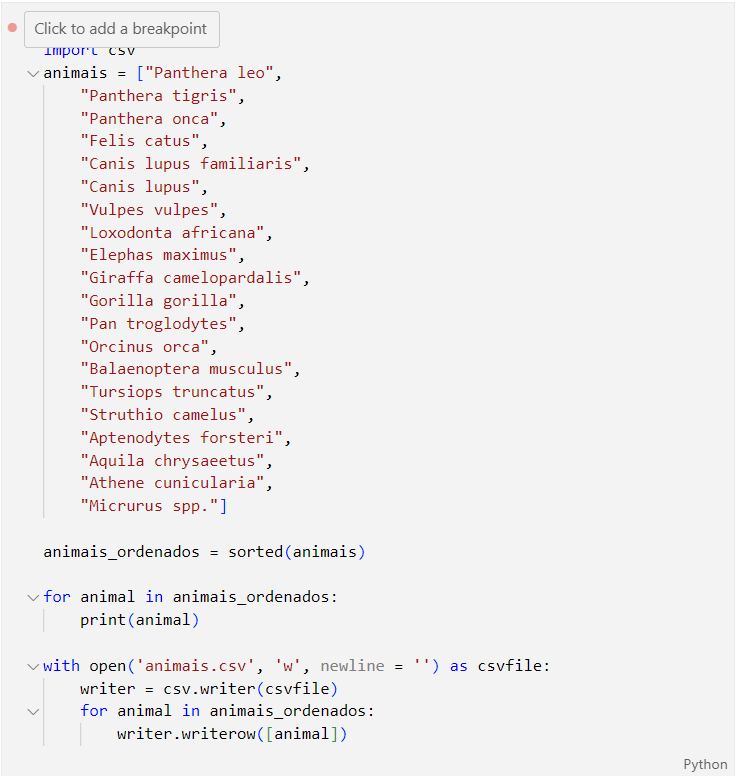 Click to add a breakpoint
import csv
animais = ["Panthera leo",
"Panthera tigris",
"Panthera onca",
"Felis catus",
"Canis lupus familiaris",
"Canis lupus",
"Vulpes vulpes",
"Loxodonta africana",
"Elephas maximus",
"Giraffa camelopardalis",
"Gorilla gorilla",
"Pan troglodytes",
"Orcinus orca",
"Balaenoptera musculus",
"Tursiops truncatus",
"Struthio camelus",
"Aptenodytes forsteri",
"Aquila chrysaeetus",
"Athene cunicularia",
"Micrurus spp."]
animais_ordenados = sorted(animais)
for animal in animais_ordenados:
print(animal)
with open('animais.csv', 'w', newline = '') as csvfile:
writer = csv.writer(csvfile)
for animal in animais_ordenados:
writer.writerow([animal])
Python